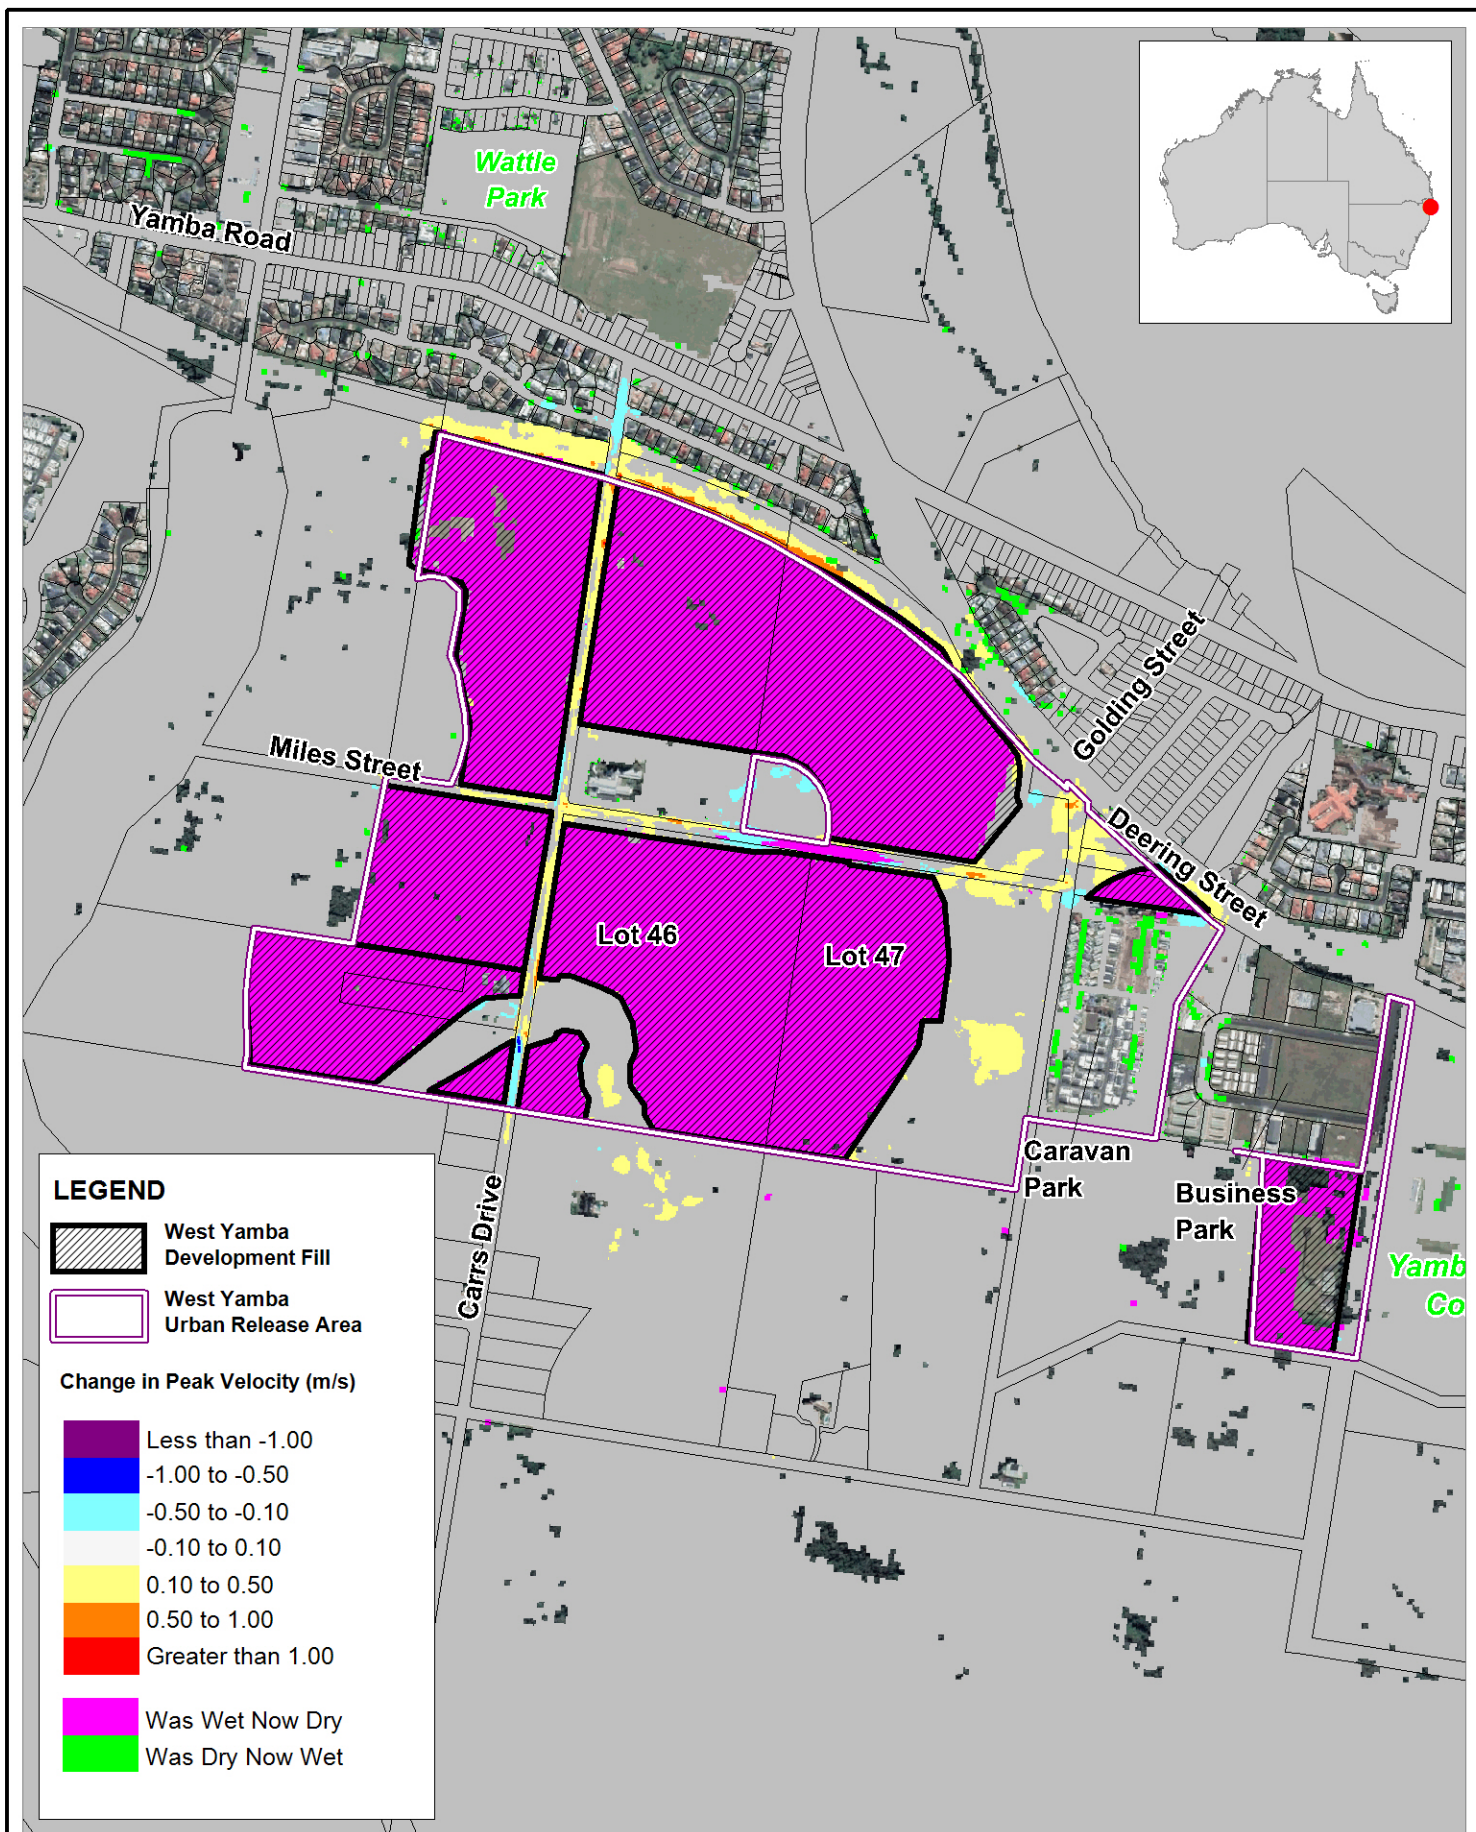 Wattle
Park
Yamba Road
Golding Street
Miles Street
Deering Street
Lot 46
Lot 47
Caravan
Park
Business
Park
Carrs Drive
Yamb
Co
LEGEND
West Yamba
Development Fill
West Yamba
Urban Release Area
Change in Peak Velocity (m/s)
Less than -1.00
-1.00 to -0.50
-0.50 to -0.10
-0.10 to 0.10
0.10 to 0.50
0.50 to 1.00
Greater than 1.00
Was Wet Now Dry
Was Dry Now Wet